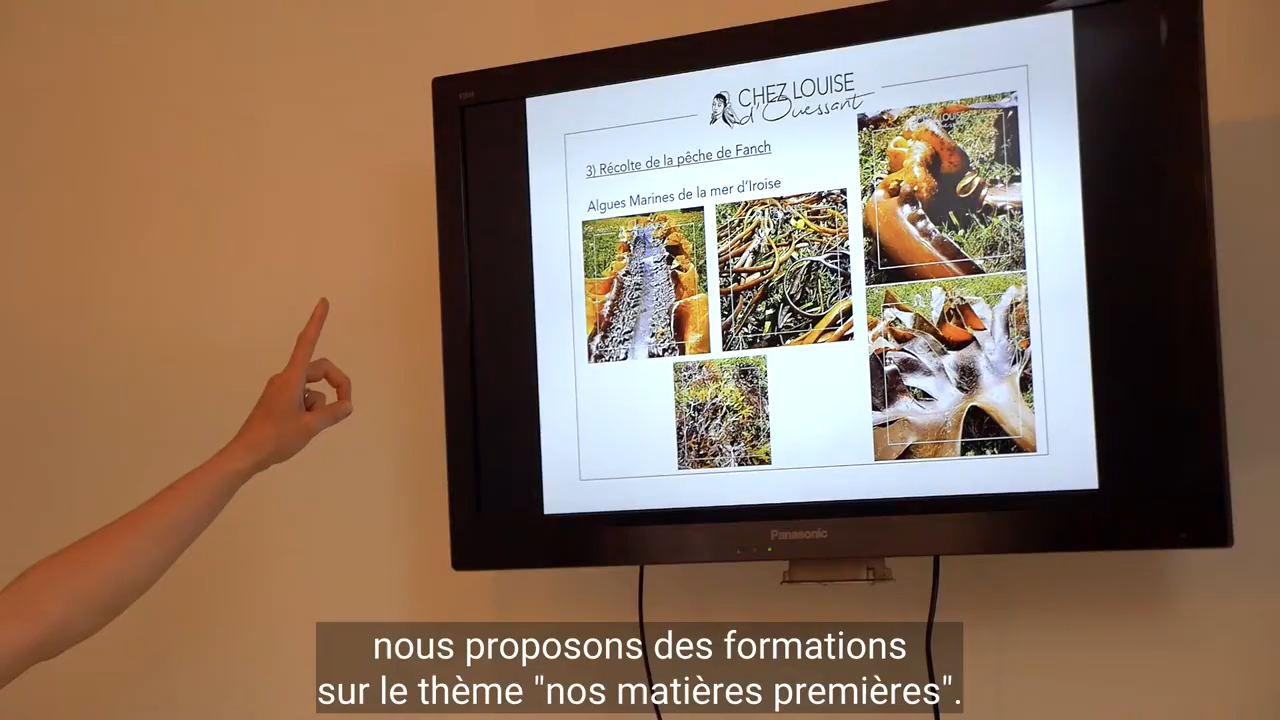 CHEZ LOUISE
d'Ouessant
3) Récolte de la pêche de Fanch
Algues Marines de la mer d'Iroise
Panasonic
nous proposons des formations
sur le thème "nos matières premières".